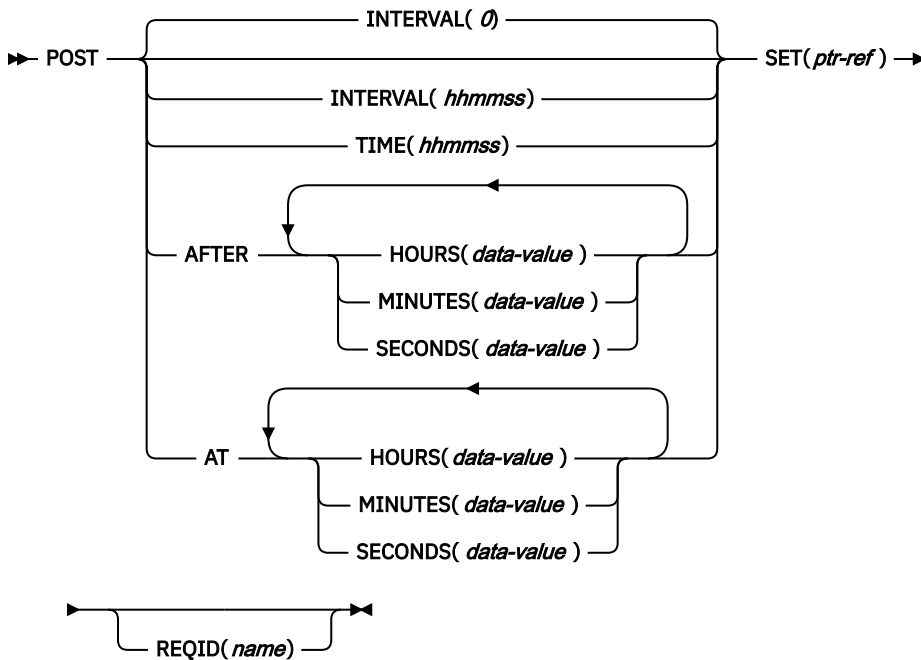 INTERVAL( 0)
POST SET( ptr-ref )
INTERVAL( hhmmss)
TIME( hhmmss)
AFTER HOURS( data-value )
MINUTES( data-value )
SECONDS( data-value )
AT HOURS( data-value )
MINUTES( data-value )
SECONDS( data-value )
REQID( name)